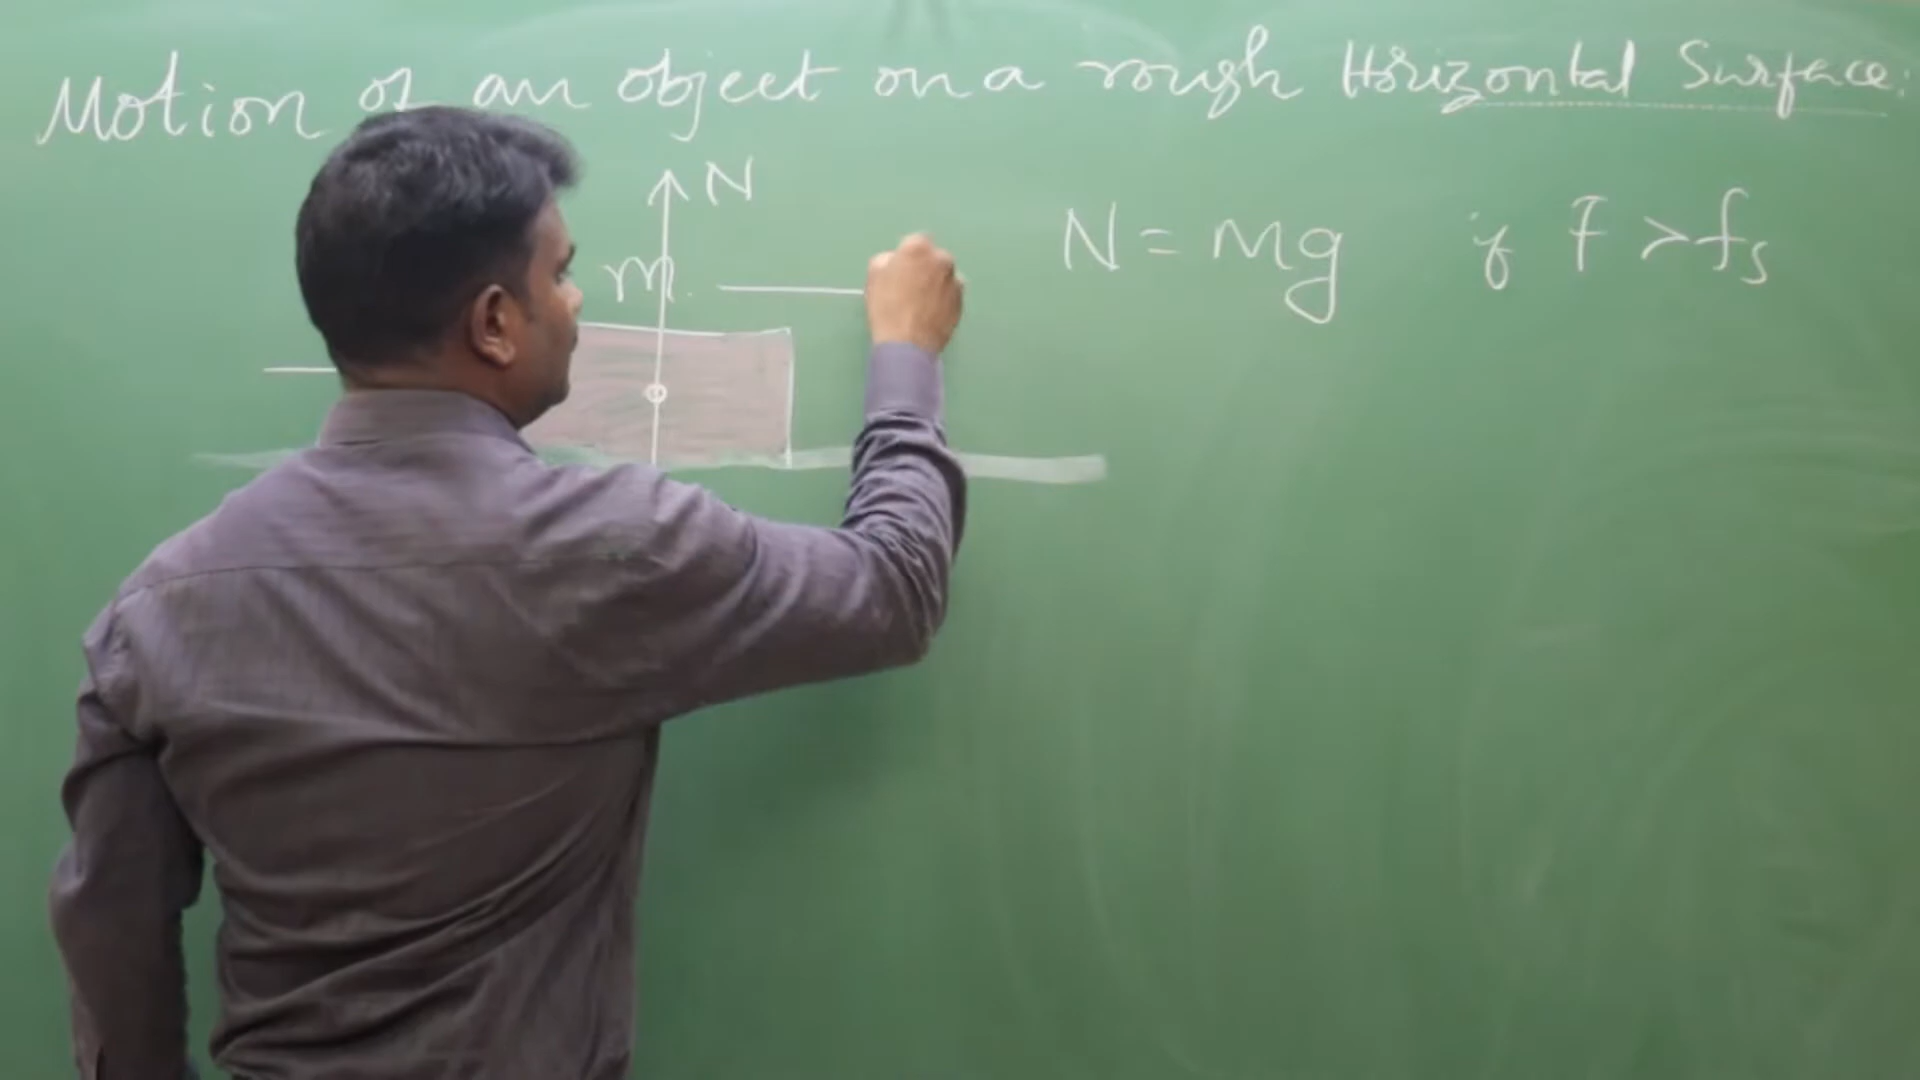 Motion of an object on a rough Horizontal Surface:
N
N = mg if F > fs
m